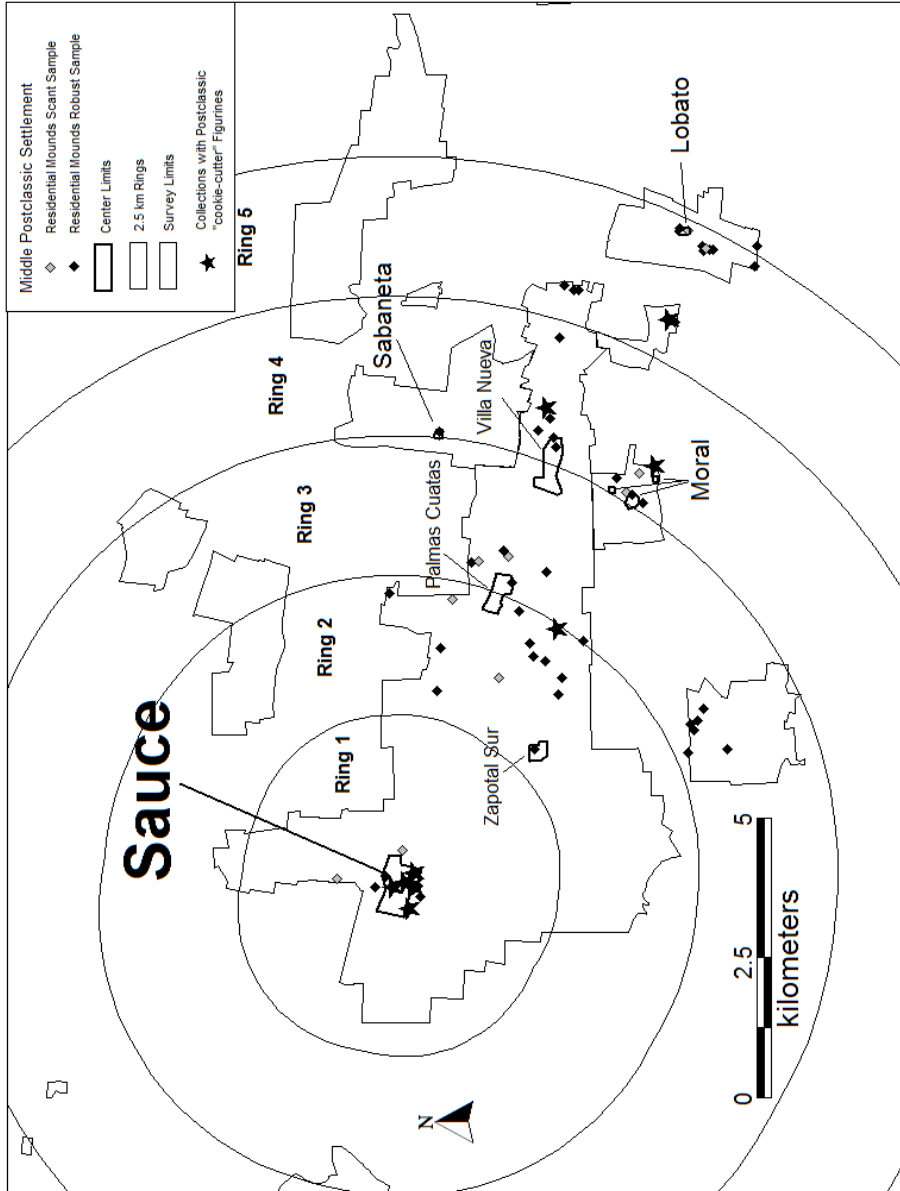 Middle Postclassic Settlement
Residential Mounds Scant Sample
Residential Mounds Robust Sample
Center Limits
2.5 km Rings
Survey Limits
Collections with Postclassic
"cookie-cutter" Figurines
Ring 5
Lobato
Sabaneta
Ring 4
Villa Nueva
Ring 3
Palmas Cuatas
Moral
Ring 2
Sauce
Ring 1
Zapotal Sur
N
0
2.5
5
kilometers